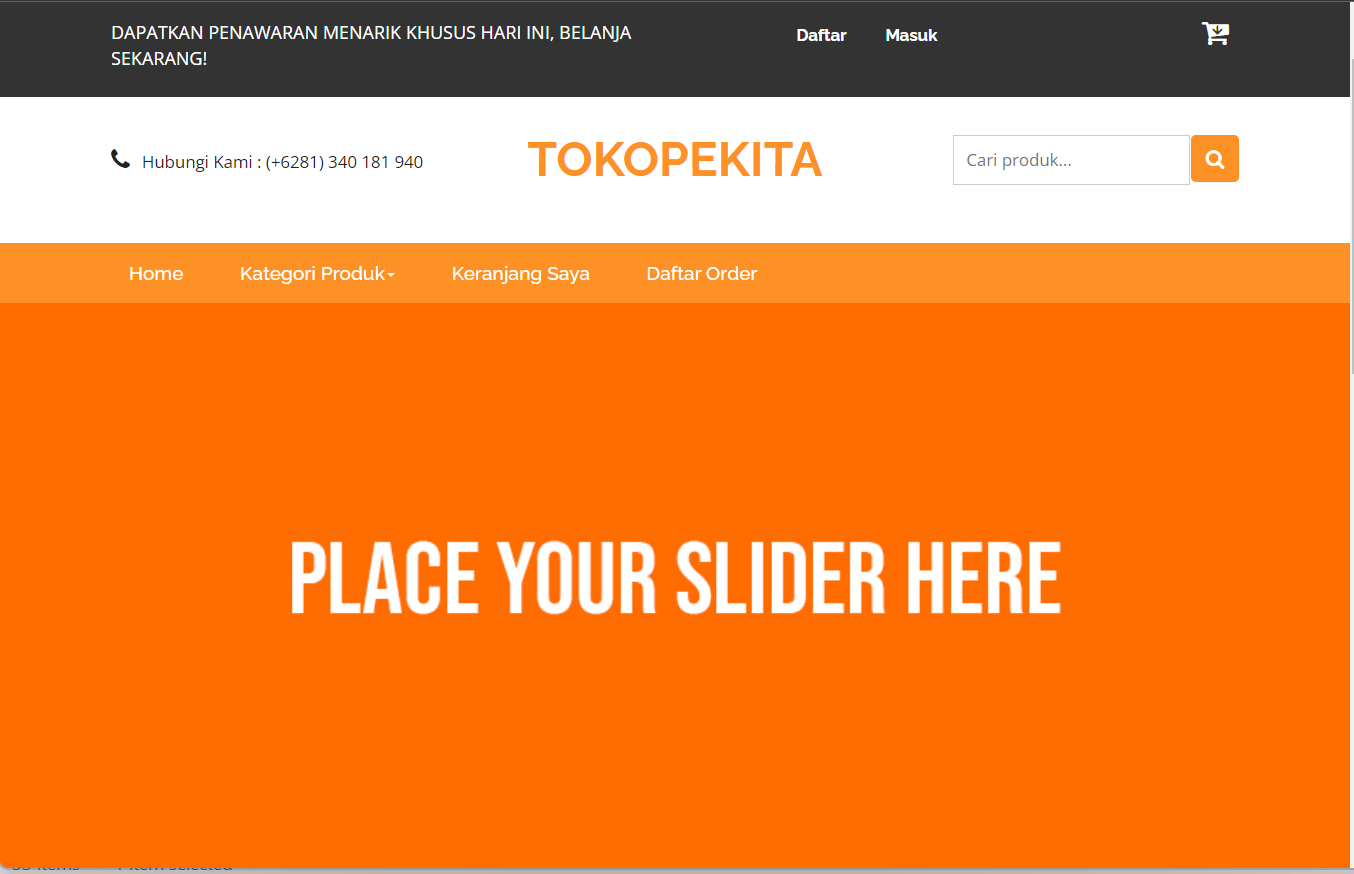 DAPATKAN PENAWARAN MENARIK KHUSUS HARI INI, BELANJA
SEKARANG!
Daftar
Masuk
Hubungi Kami : (+6281) 340 181 940
TOKOPEKITA
Cari produk...
Home
Kategori Produk
Keranjang Saya
Daftar Order
PLACE YOUR SLIDER HERE